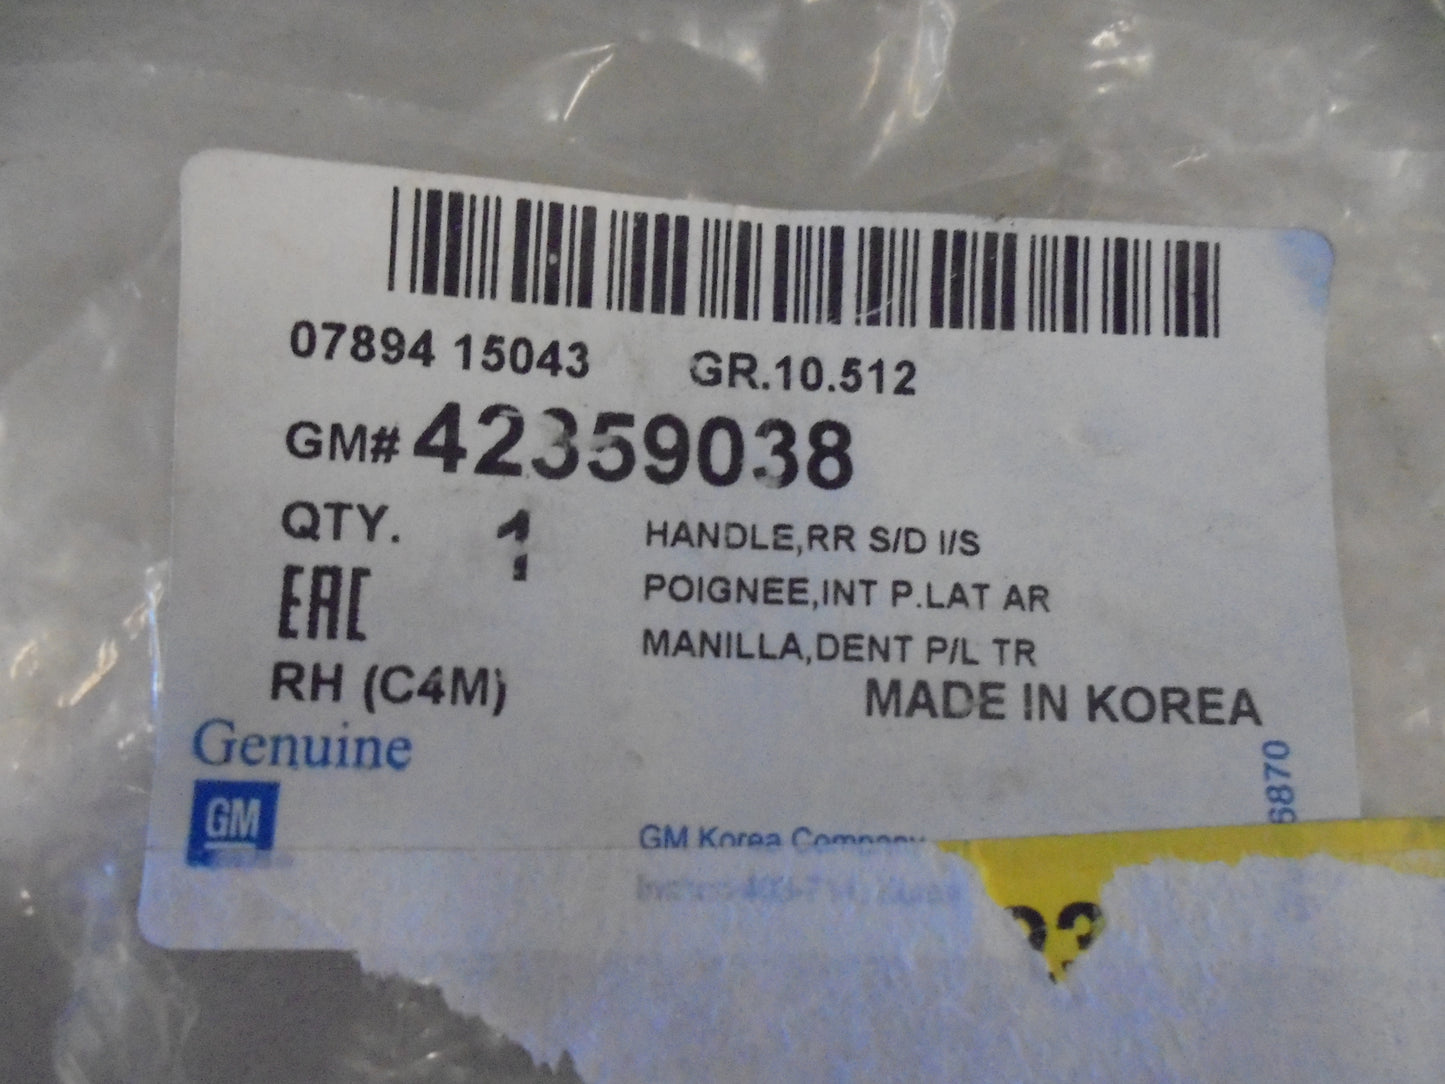 07894 15043 GR.10.512
GM# 42359038
QTY. 1
HANDLE,RR S/D I/S
POIGNEE,INT P.LAT AR
MANILLA,DENT P/L TR
EAC
RH (C4M)
MADE IN KOREA
Genuine
GM
6870
GM Korea Company